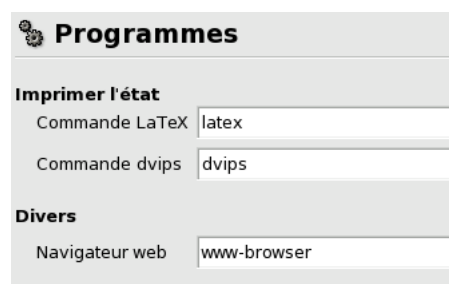 Programmes
Imprimer l'état
Commande LaTeX latex
Commande dvips dvips
Divers
Navigateur web www-browser